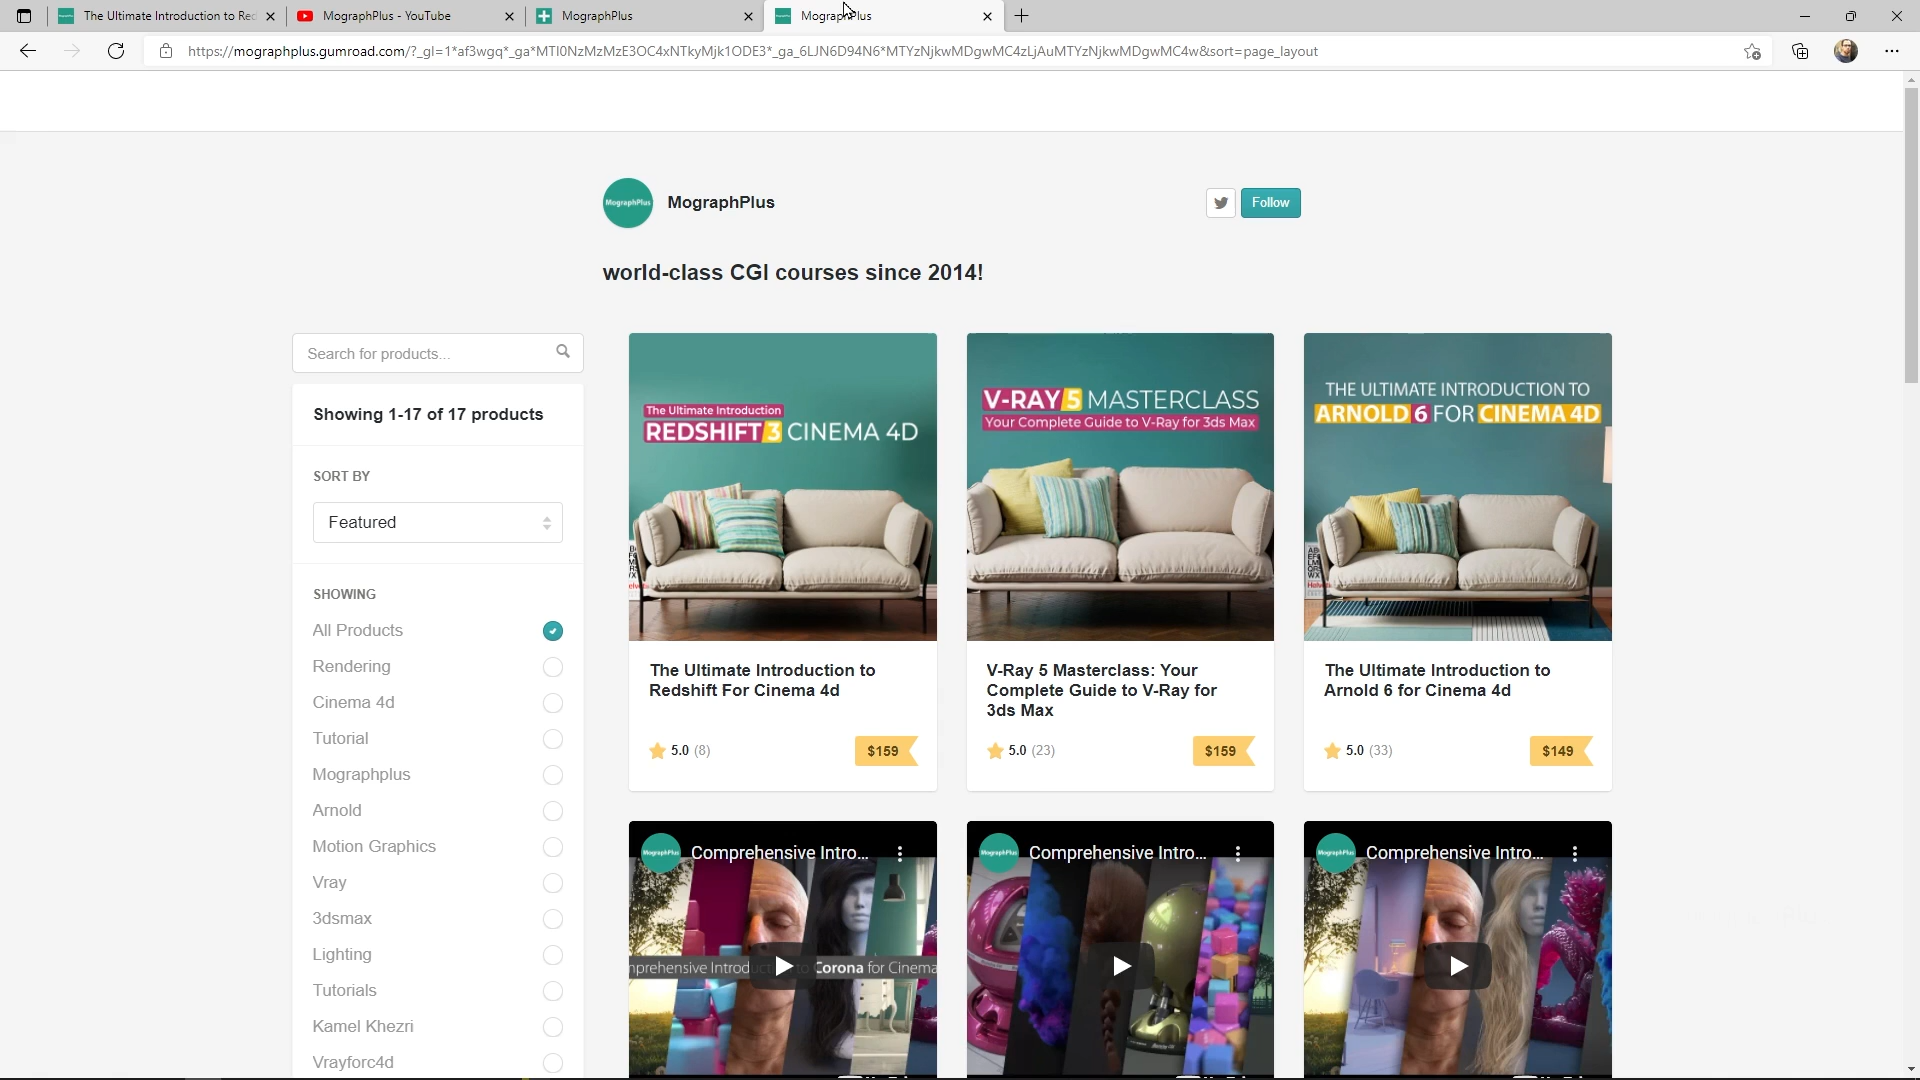 The Ultimate Introduction to Red
MographPlus - YouTube
MographPlus
MographPlus
https://mographplus.gumroad.com/?_gl=1*af3wgq*_ga*MTI0NzMzMzE3OC4xNTkyMjk1ODE3*_ga_6LJN6D94N6*MTYzNjkwMDgwMC4zLjAuMTYzNjkwMDgwMC4w&sort=page_layout
MographPlus
MographPlus
Follow
world-class CGI courses since 2014!
Search for products...
Showing 1-17 of 17 products
SORT BY
Featured
SHOWING
All Products
Rendering
Cinema 4d
Tutorial
Mographplus
Arnold
Motion Graphics
Vray
3dsmax
Lighting
Tutorials
Kamel Khezri
Vrayforc4d
The Ultimate Introduction
REDSHIFT 3 CINEMA 4D
The Ultimate Introduction to
Redshift For Cinema 4d
5.0 (8)
$159
V-RAY 5 MASTERCLASS
Your Complete Guide to V-Ray for 3ds Max
V-Ray 5 Masterclass: Your
Complete Guide to V-Ray for
3ds Max
5.0 (23)
$159
THE ULTIMATE INTRODUCTION TO
ARNOLD 6 FOR CINEMA 4D
The Ultimate Introduction to
Arnold 6 for Cinema 4d
5.0 (33)
$149
MographPlus
Comprehensive Intro...
Corona for Cinema
MographPlus
Comprehensive Intro...
MographPlus
Comprehensive Intro...